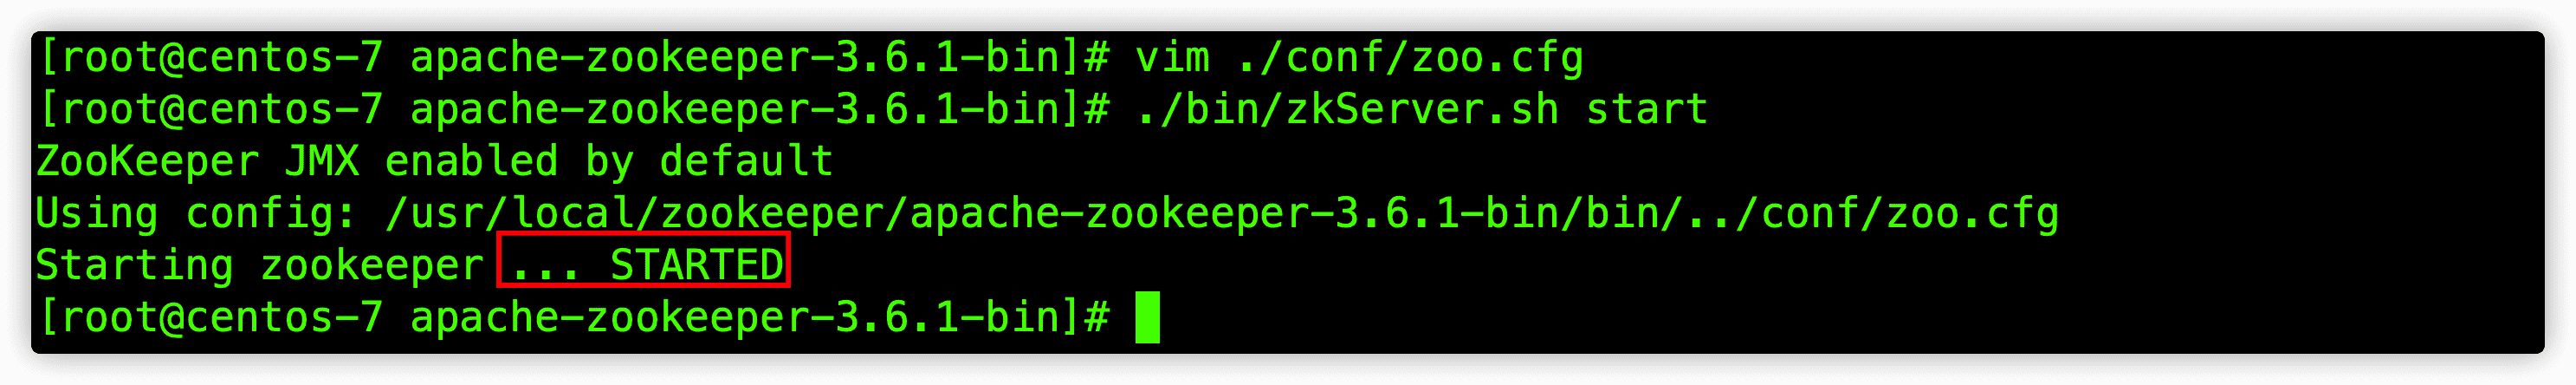 [root@centos-7 apache-zookeeper-3.6.1-bin]# vim ./conf/zoo.cfg
[root@centos-7 apache-zookeeper-3.6.1-bin]# ./bin/zkServer.sh start
ZooKeeper JMX enabled by default
Using config: /usr/local/zookeeper/apache-zookeeper-3.6.1-bin/bin/../conf/zoo.cfg
Starting zookeeper ... STARTED
[root@centos-7 apache-zookeeper-3.6.1-bin]#